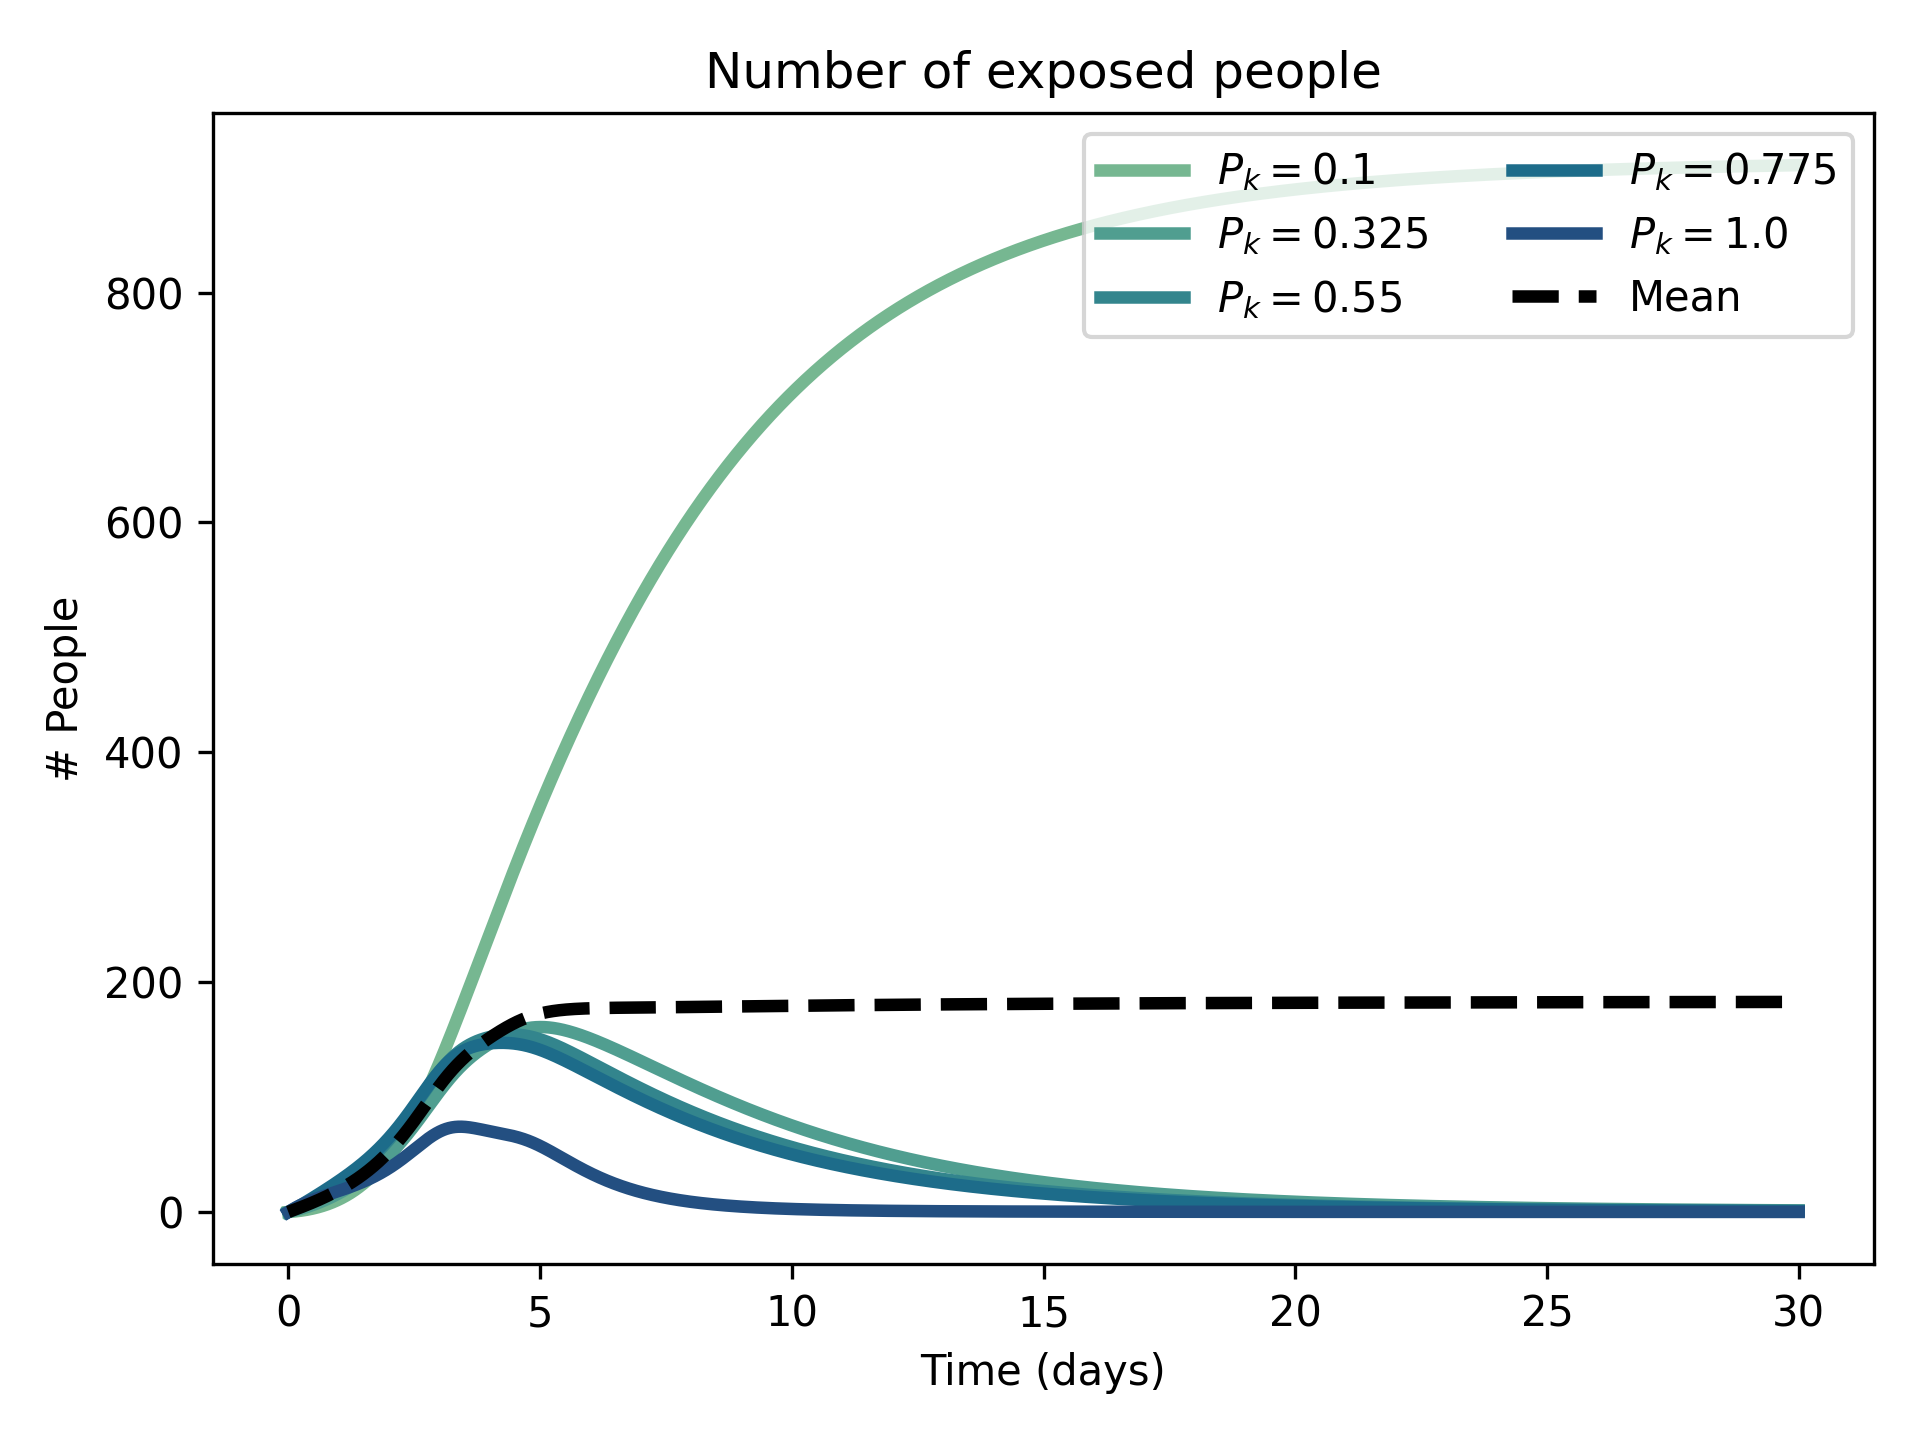 Number of exposed people
P_k = 0.1
P_k = 0.325
P_k = 0.55
P_k = 0.775
P_k = 1.0
Mean
800
600
400
200
0
# People
0 5 10 15 20 25 30
Time (days)